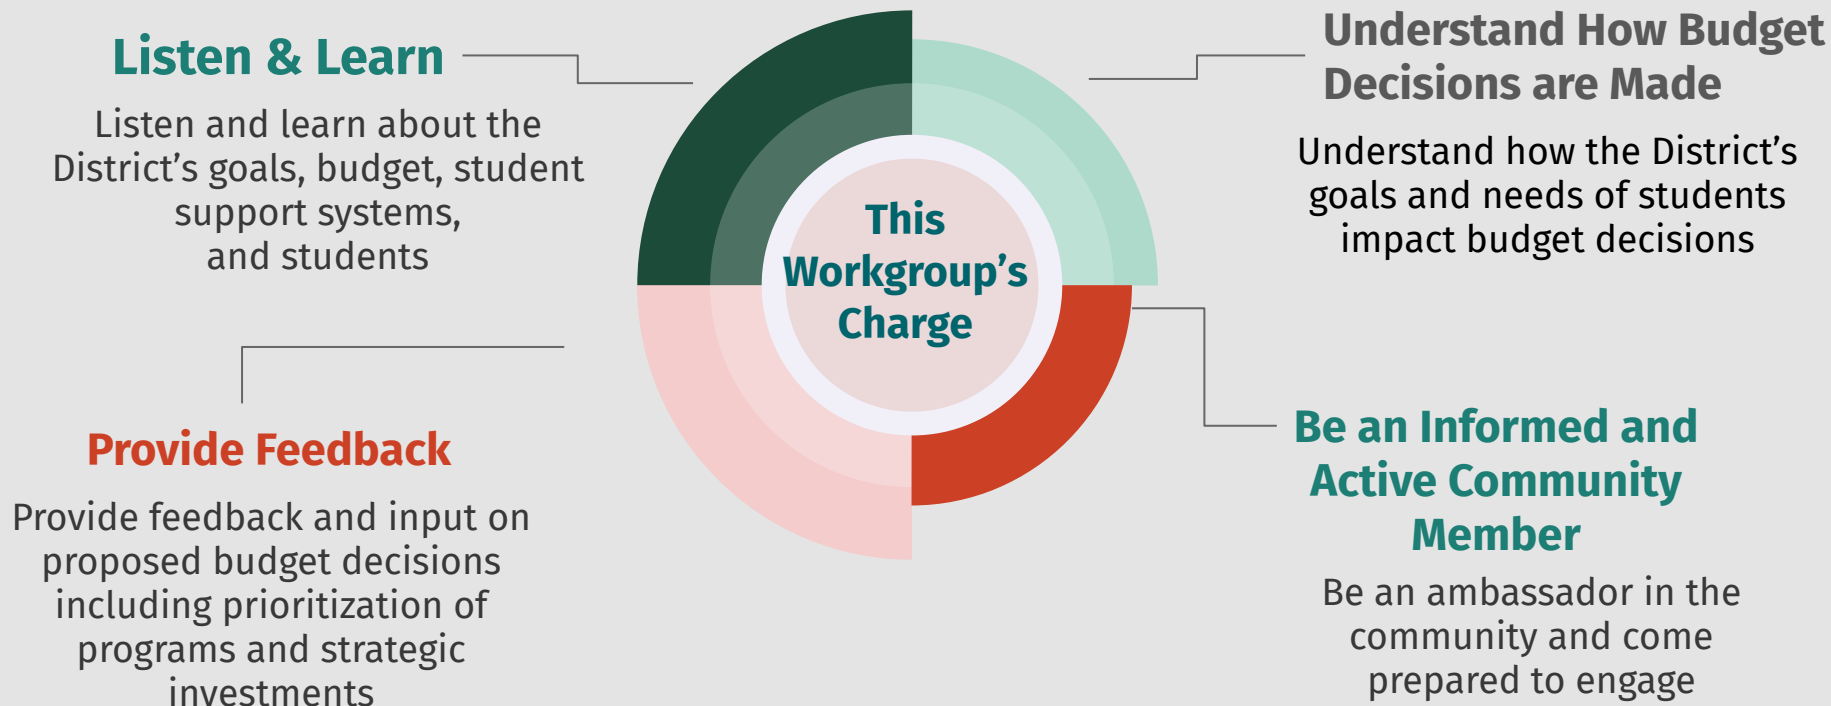 Listen & Learn
Listen and learn about the
District’s goals, budget, student
support systems,
and students
Understand How Budget
Decisions are Made
Understand how the District’s
goals and needs of students
impact budget decisions
This
Workgroup’s
Charge
Provide Feedback
Provide feedback and input on
proposed budget decisions
including prioritization of
programs and strategic
investments
Be an Informed and
Active Community
Member
Be an ambassador in the
community and come
prepared to engage